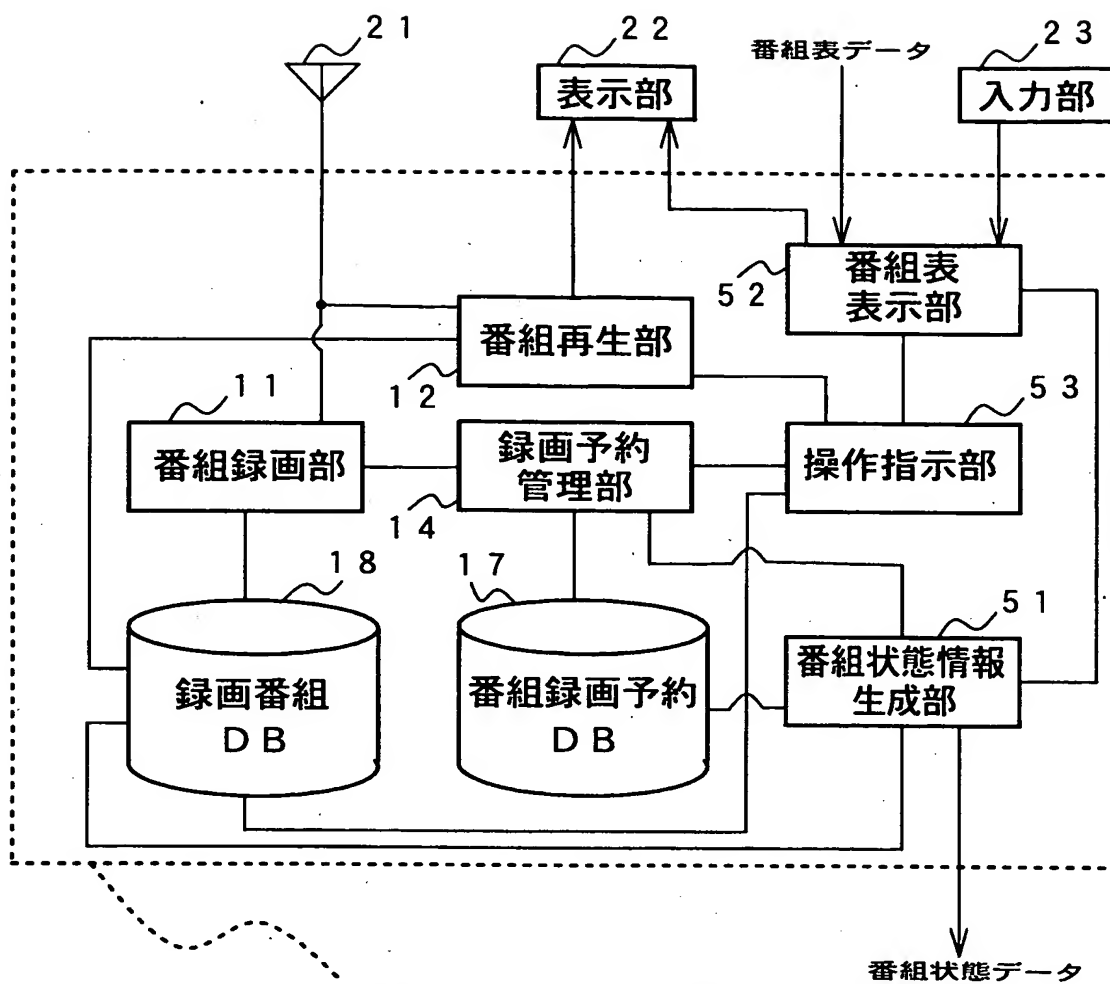 ２１
２２
番組表データ
２３
表示部
入力部
番組表
表示部
５２
番組再生部
１２
１１
５３
番組録画部
録画予約
管理部
操作指示部
１４
１８
１７
５１
録画番組
ＤＢ
番組録画予約
ＤＢ
番組状態情報
生成部
番組状態データ